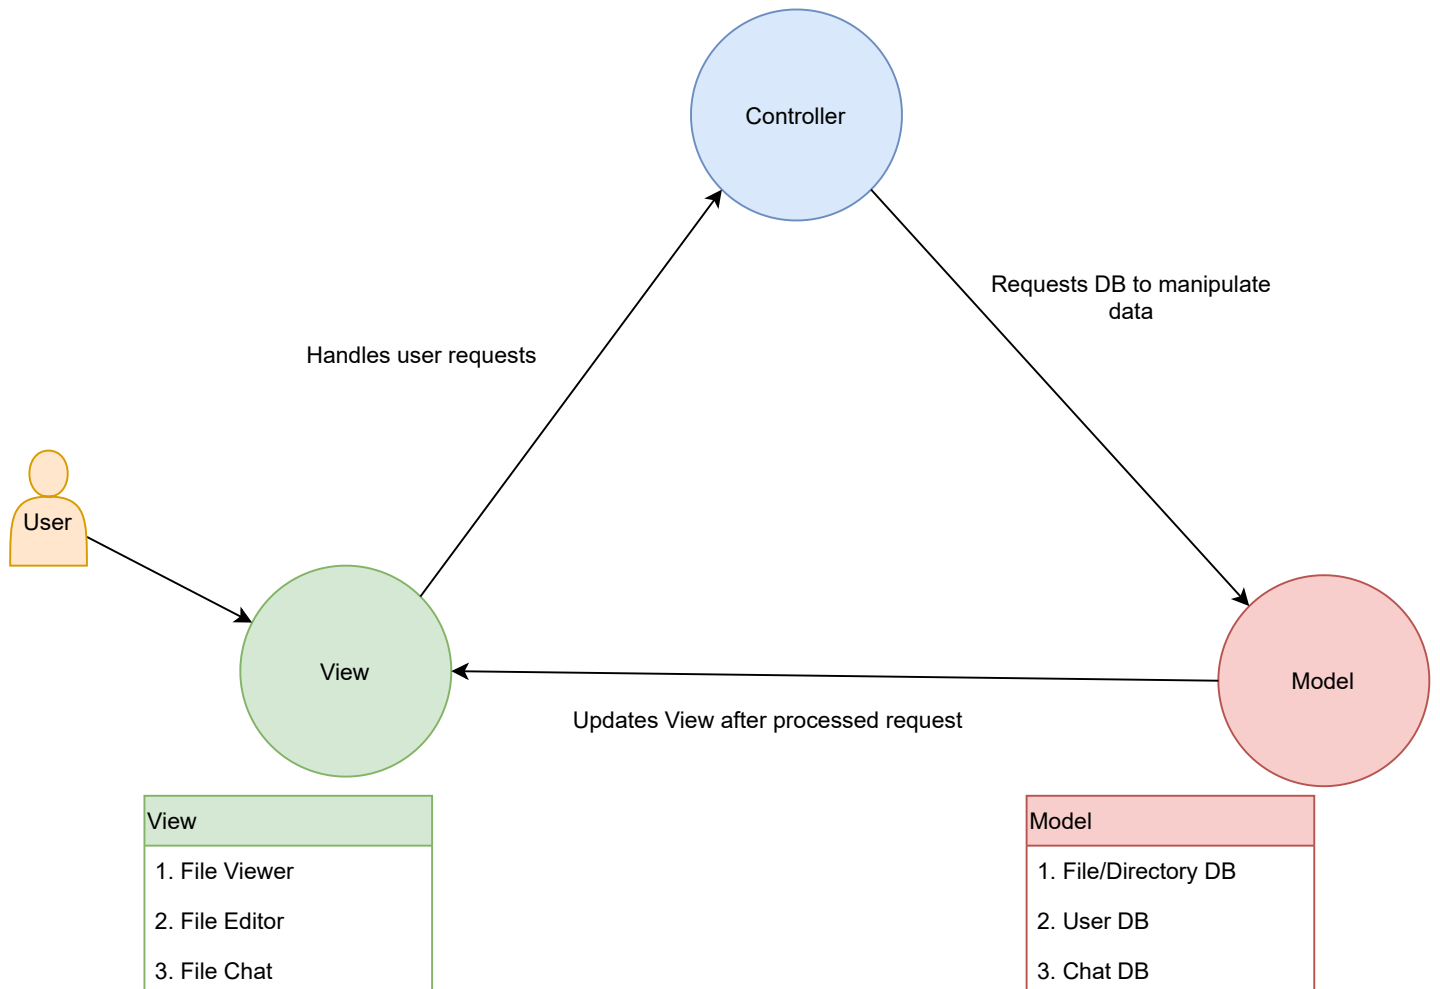 Controller
Requests DB to manipulate
data
Handles user requests
User
View
Model
Updates View after processed request
View
1. File Viewer
2. File Editor
3. File Chat
Model
1. File/Directory DB
2. User DB
3. Chat DB